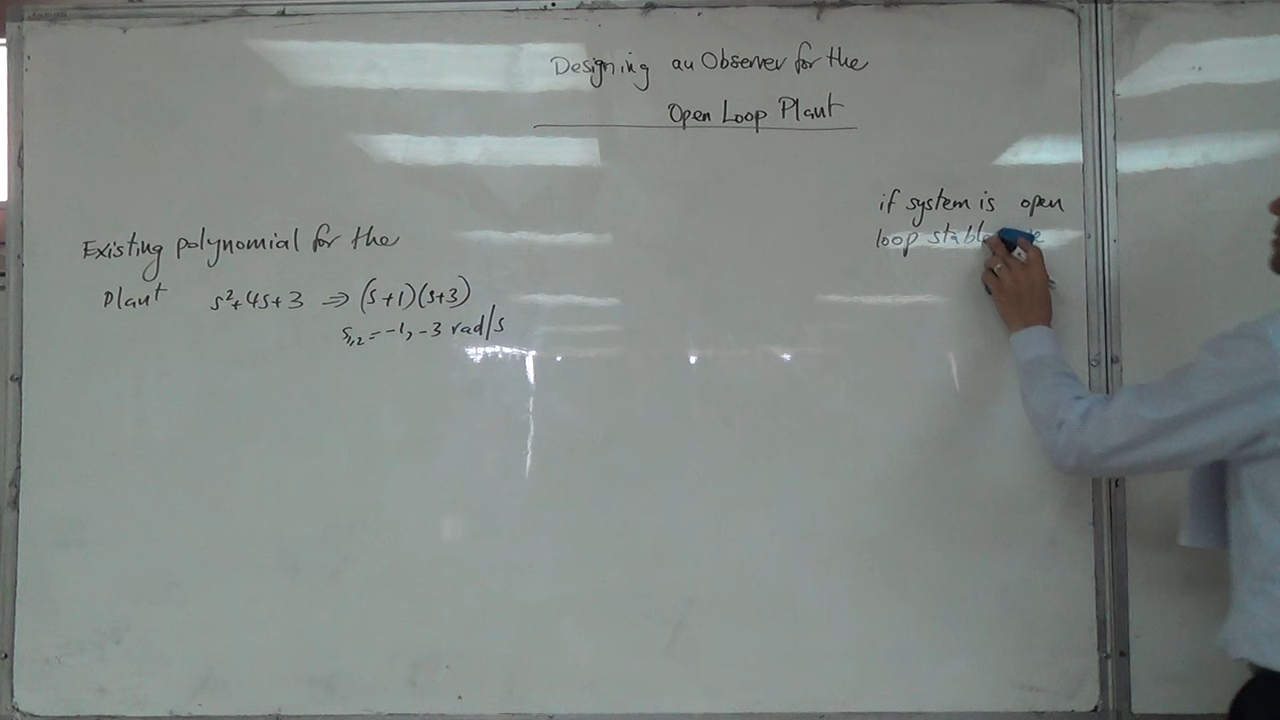 Designing an Observer for the
Open Loop Plant
if system is open
loop stable
Existing polynomial for the
Plant s²+4s+3 ⇒ (s+1)(s+3)
s₁,₂ = -1, -3 rad/s